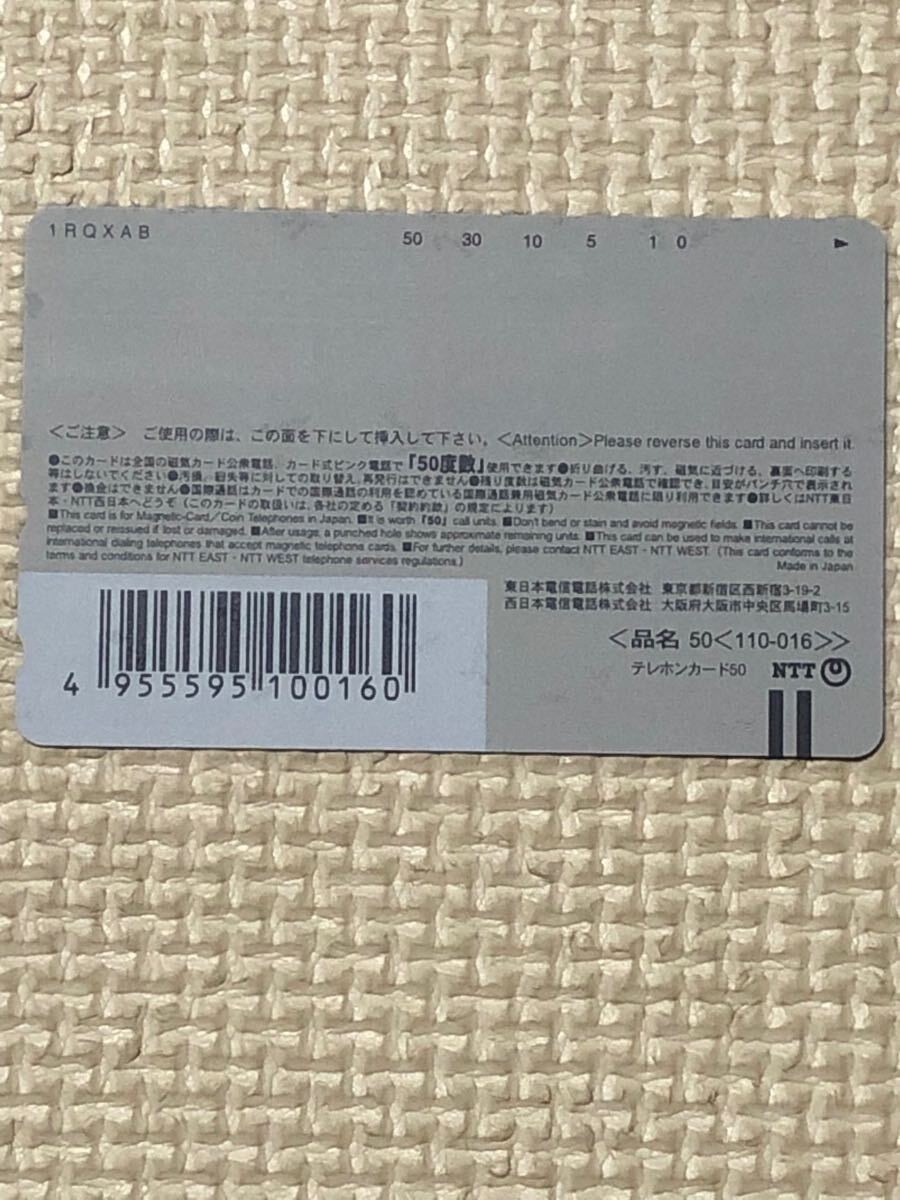 1RQXAB
50 30 10 5 1 0 ▶
＜ご注意＞ ご使用の際は、この面を下にして挿入して下さい。＜Attention＞Please reverse this card and insert it.
●このカードは全国の磁気カード公衆電話、カード式ピンク電話で「50度数」使用できます●折り曲げる、汚す、磁気に近づける、裏面へ印刷する
等はしないでください●汚損、紛失等に対しての取り替え、再発行はできません●残り度数は磁気カード公衆電話で確認でき、目安がパンチ穴で表示され
ます●換金はできません●国際通話はカードでの国際通話の利用を認めている国際通話兼用磁気カード公衆電話に限り利用できます●詳しくはNTT東日
本・NTT西日本へどうぞ（このカードの取扱いは、各社の定める「契約約款」の規定によります）
■This card is for Magnetic-Card／Coin Telephones in Japan. ■It is worth「50」call units. ■Don't bend or stain and avoid magnetic fields. ■This card cannot be
replaced or reissued if lost or damaged. ■After usage, a punched hole shows approximate remaining units. ■This card can be used to make international calls at
international dialing telephones that accept magnetic telephone cards. ■For further details, please contact NTT EAST・NTT WEST. (This card conforms to the
terms and conditions for NTT EAST・NTT WEST telephone services regulations.)
Made in Japan
東日本電信電話株式会社 東京都新宿区西新宿3-19-2
西日本電信電話株式会社 大阪府大阪市中央区馬場町3-15
＜品名 50＜110-016＞＞
テレホンカード50 NTT
4 955595 100160